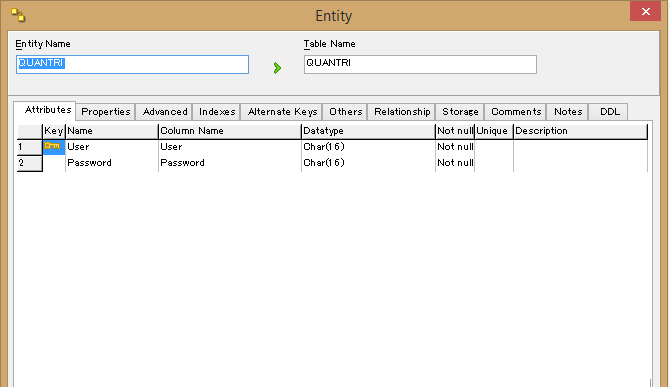 Entity
Entity Name Table Name
QUANTRI QUANTRI
Attributes Properties Advanced Indexes Alternate Keys Others Relationship Storage Comments Notes DDL
Key Name Column Name Datatype Not null Unique Description
1 User User Char(16) Not null
2 Password Password Char(16) Not null